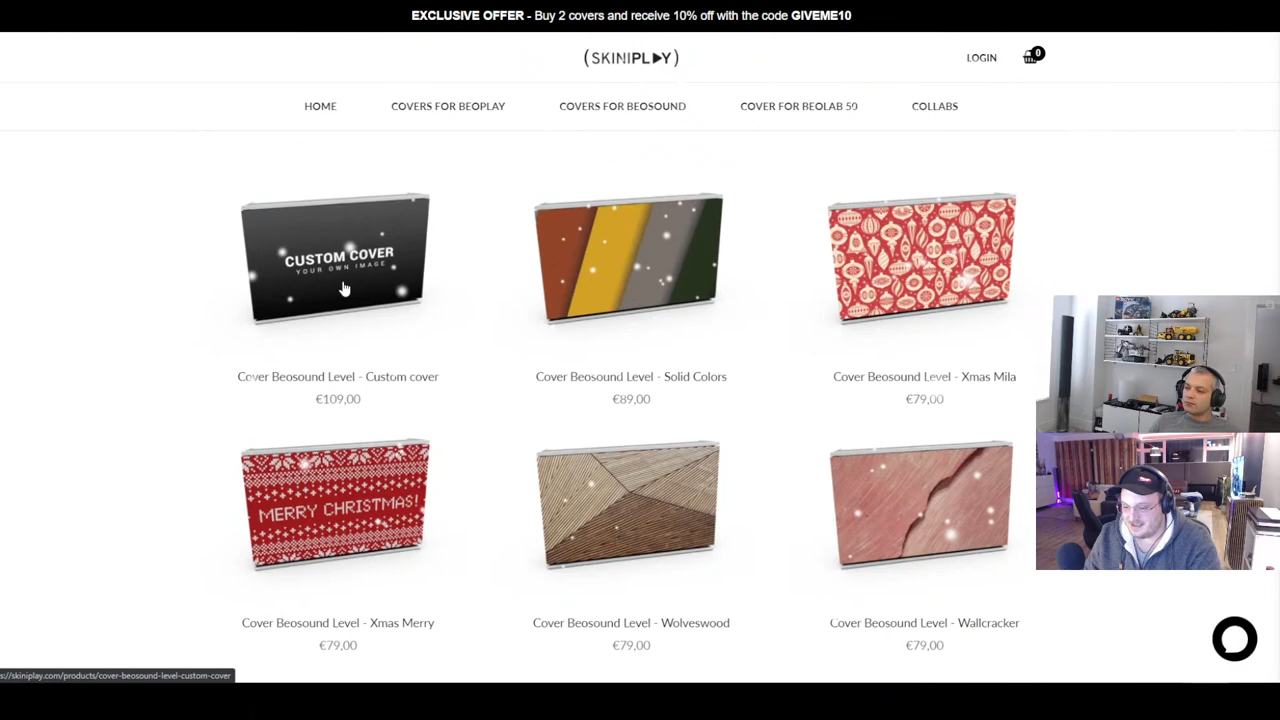 EXCLUSIVE OFFER - Buy 2 covers and receive 10% off with the code GIVEME10
(SKINIPLAY)
LOGIN
0
HOME
COVERS FOR BEOPLAY
COVERS FOR BEOSOUND
COVER FOR BEOLAB 50
COLLABS
CUSTOM COVER
YOUR OWN IMAGE
Cover Beosound Level - Custom cover
€109,00
Cover Beosound Level - Solid Colors
€89,00
Cover Beosound Level - Xmas Mila
€79,00
MERRY CHRISTMAS!
Cover Beosound Level - Xmas Merry
€79,00
Cover Beosound Level - Wolveswood
€79,00
Cover Beosound Level - Wallcracker
€79,00
s://skiniplay.com/products/cover-beosound-level-custom-cover